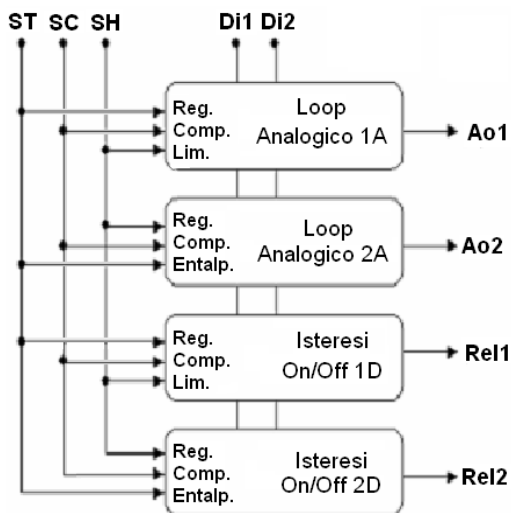 ST SC SH Di1 Di2
Reg. Loop
Comp. Analogico 1A Ao1
Lim.
Reg. Loop
Comp. Analogico 2A Ao2
Entalp.
Reg. Isteresi
Comp. On/Off 1D Rel1
Lim.
Reg. Isteresi
Comp. On/Off 2D Rel2
Entalp.